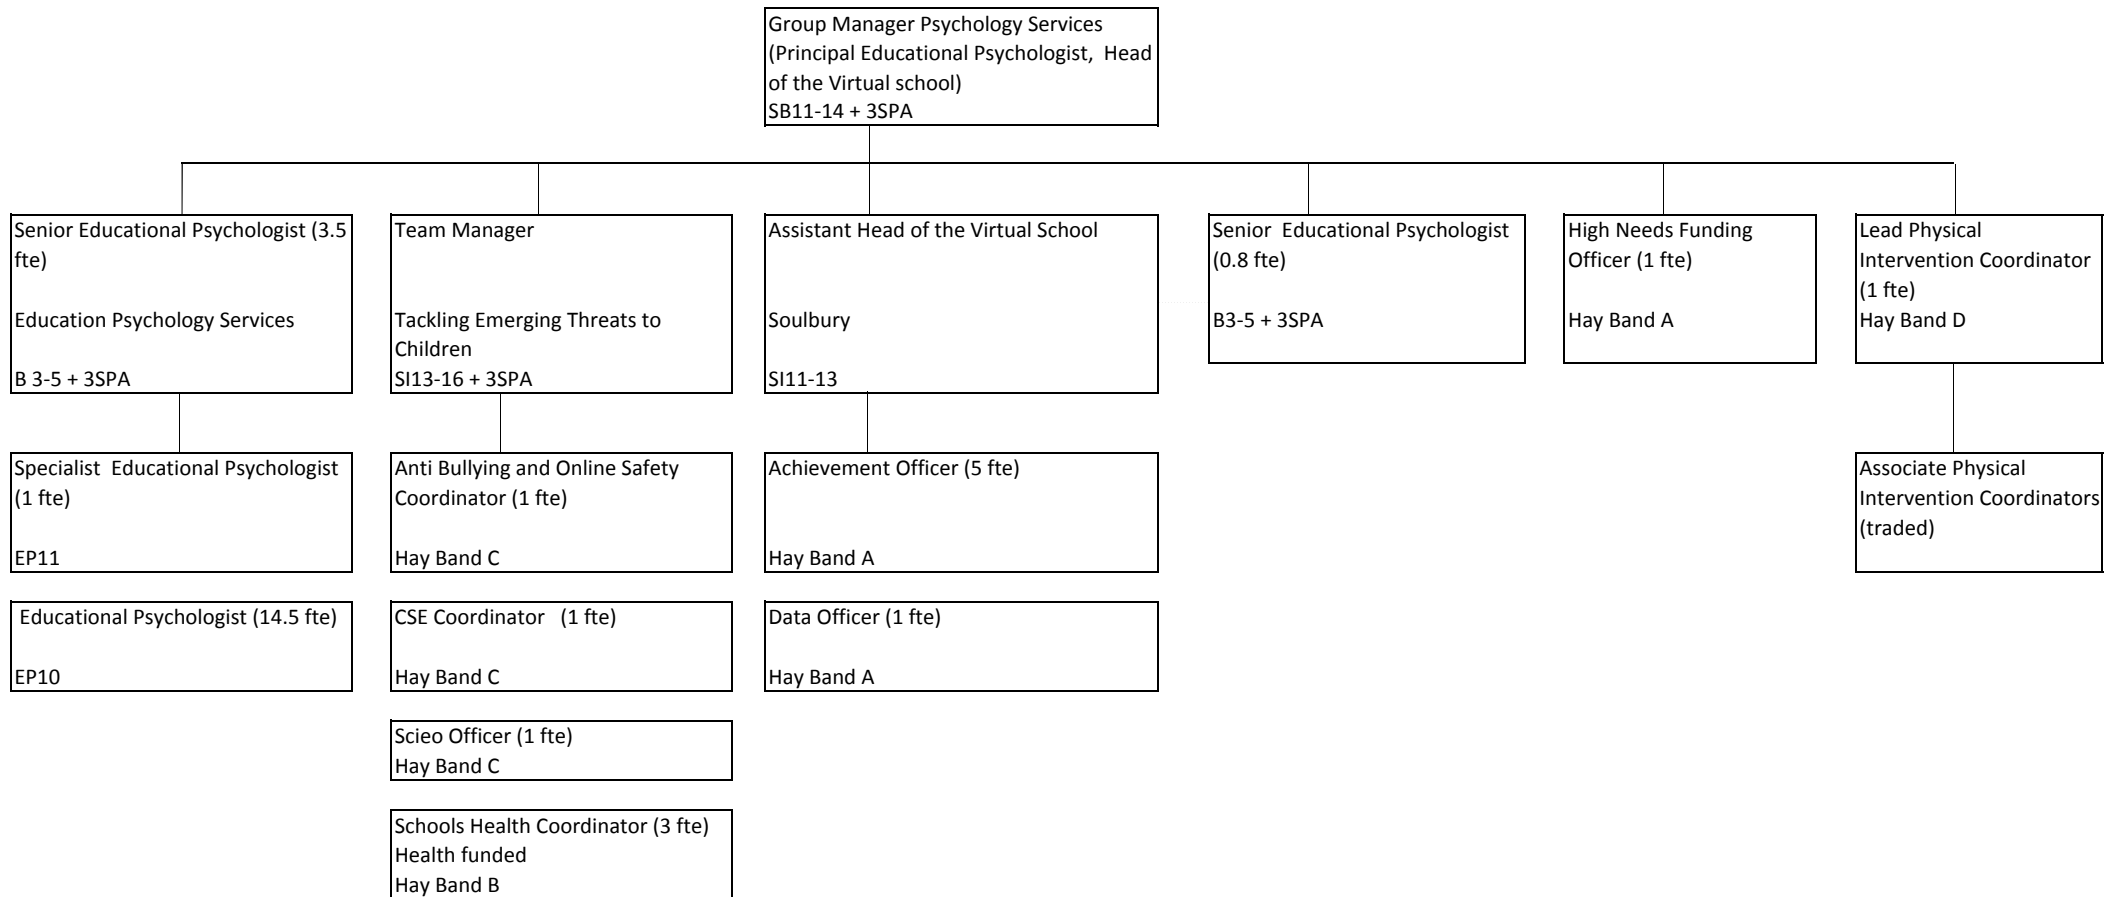 Group Manager Psychology Services
(Principal Educational Psychologist,  Head
of the Virtual school)
SB11-14 + 3SPA
Senior Educational Psychologist (3.5
fte)
Education Psychology Services
B 3-5 + 3SPA
Team Manager
Tackling Emerging Threats to
Children
SI13-16 + 3SPA
Assistant Head of the Virtual School
Soulbury
SI11-13
Senior  Educational Psychologist
(0.8 fte)
B3-5 + 3SPA
High Needs Funding
Officer (1 fte)
Hay Band A
Lead Physical
Intervention Coordinator
(1 fte)
Hay Band D
Specialist  Educational Psychologist
(1 fte)
EP11
Anti Bullying and Online Safety
Coordinator (1 fte)
Hay Band C
Achievement Officer (5 fte)
Hay Band A
Associate Physical
Intervention Coordinators
(traded)
Educational Psychologist (14.5 fte)
EP10
CSE Coordinator   (1 fte)
Hay Band C
Data Officer (1 fte)
Hay Band A
Scieo Officer (1 fte)
Hay Band C
Schools Health Coordinator (3 fte)
Health funded
Hay Band B